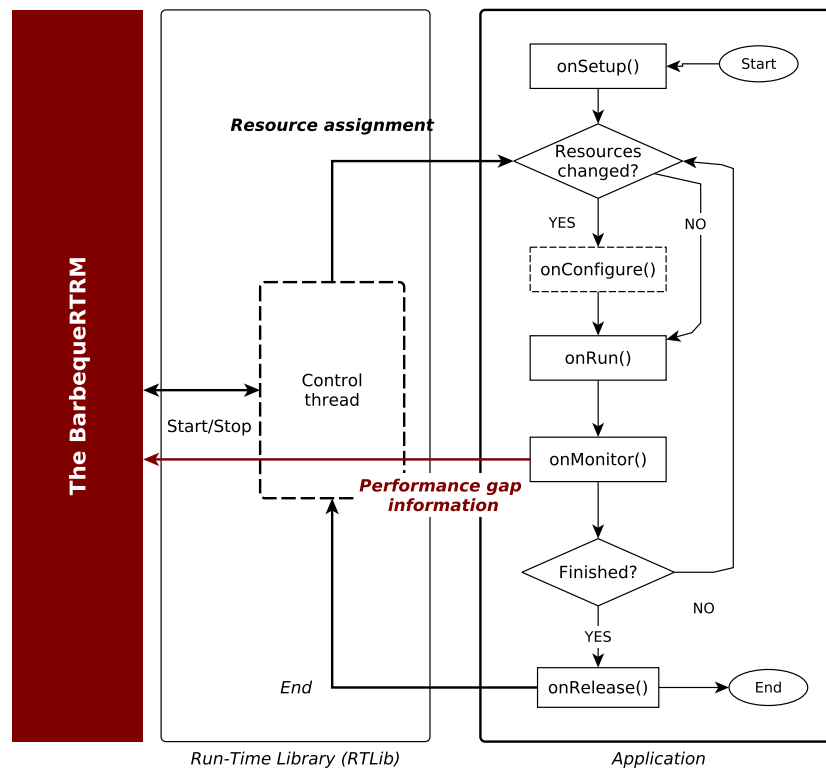 The BarbequeRTRM
Resource assignment
Control
thread
Start/Stop
Performance gap
information
End
Run-Time Library (RTLib)
Start
onSetup()
Resources
changed?
YES
NO
onConfigure()
onRun()
onMonitor()
Finished?
NO
YES
onRelease()
End
Application